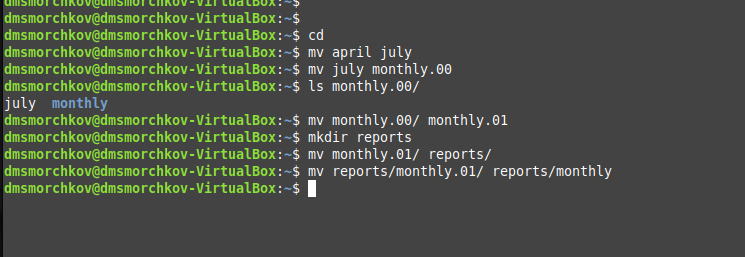 dmsmorchkov@dmsmorchkov-VirtualBox:~$
dmsmorchkov@dmsmorchkov-VirtualBox:~$
dmsmorchkov@dmsmorchkov-VirtualBox:~$ cd
dmsmorchkov@dmsmorchkov-VirtualBox:~$ mv april july
dmsmorchkov@dmsmorchkov-VirtualBox:~$ mv july monthly.00
dmsmorchkov@dmsmorchkov-VirtualBox:~$ ls monthly.00/
july  monthly
dmsmorchkov@dmsmorchkov-VirtualBox:~$ mv monthly.00/ monthly.01
dmsmorchkov@dmsmorchkov-VirtualBox:~$ mkdir reports
dmsmorchkov@dmsmorchkov-VirtualBox:~$ mv monthly.01/ reports/
dmsmorchkov@dmsmorchkov-VirtualBox:~$ mv reports/monthly.01/ reports/monthly
dmsmorchkov@dmsmorchkov-VirtualBox:~$